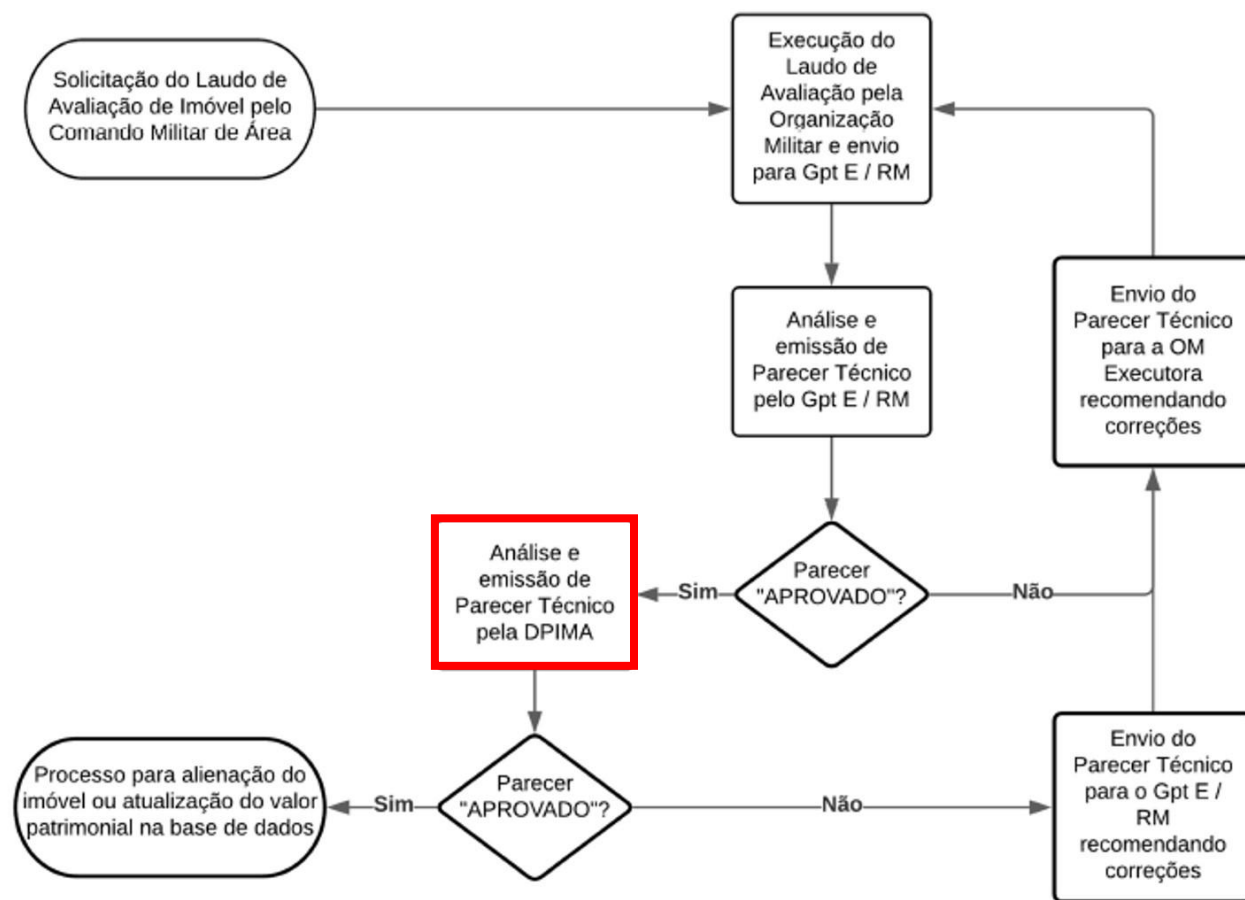 Solicitação do Laudo de
Avaliação de Imóvel pelo
Comando Militar de Área
Execução do
Laudo de
Avaliação pela
Organização
Militar e envio
para Gpt E / RM
Análise e
emissão de
Parecer Técnico
pelo Gpt E / RM
Envio do
Parecer Técnico
para a OM
Executora
recomendando
correções
Parecer
"APROVADO"?
Sim
Não
Análise e
emissão de
Parecer Técnico
pela DPIMA
Parecer
"APROVADO"?
Sim
Não
Processo para alienação do
imóvel ou atualização do valor
patrimonial na base de dados
Envio do
Parecer Técnico
para o Gpt E /
RM
recomendando
correções